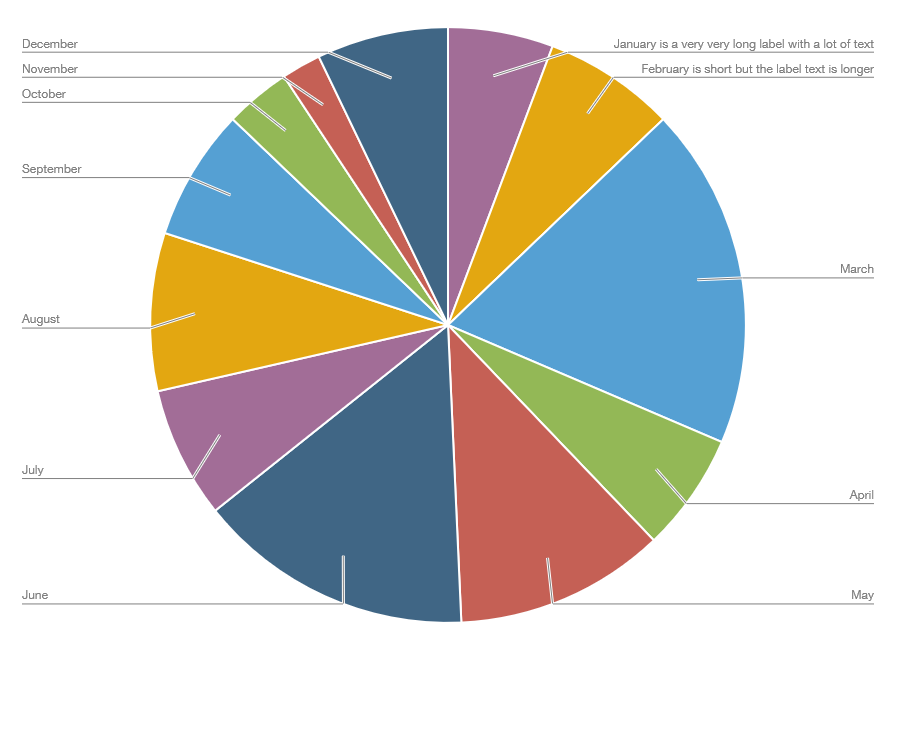 December
January is a very very long label with a lot of text
November
February is short but the label text is longer
October
September
March
August
July
April
June
May